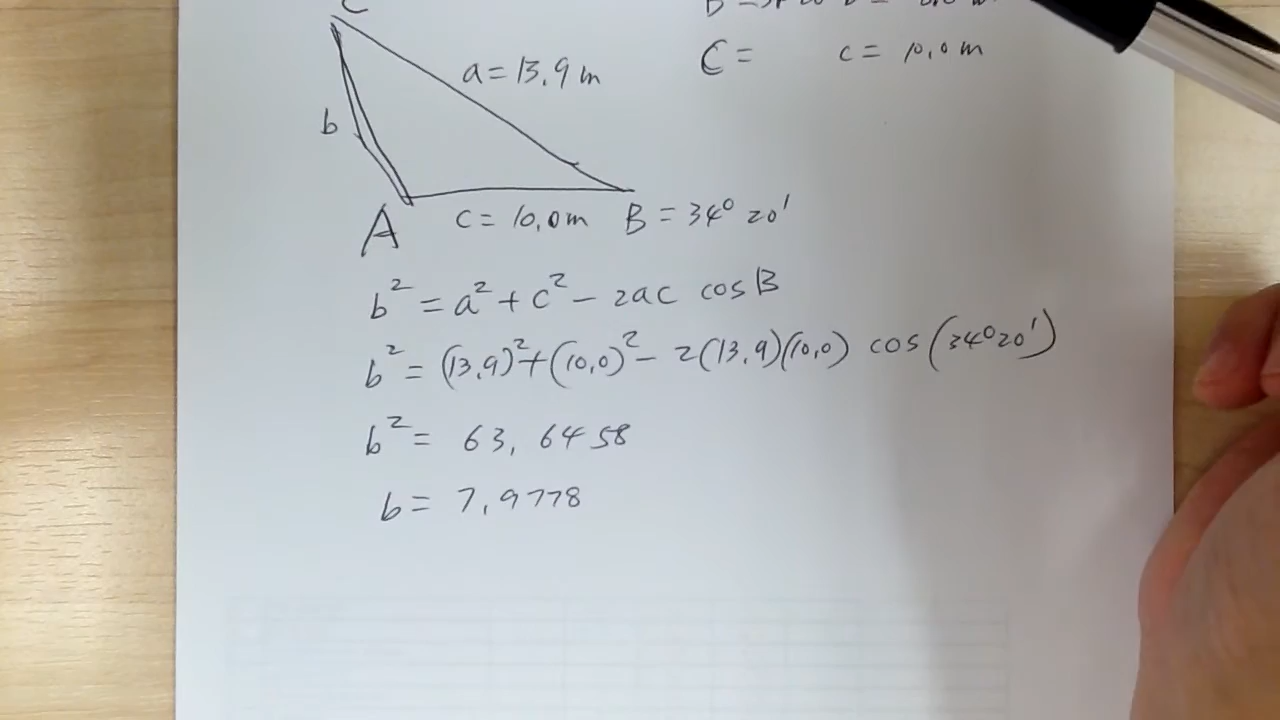 C
a = 13.9 m
C = c = 10.0 m
b
A c = 10.0m B = 34° 20'
b² = a² + c² - 2ac cos B
b² = (13.9)² + (10.0)² - 2(13.9)(10.0) cos (34°20')
b² = 63.6458
b = 7.9778